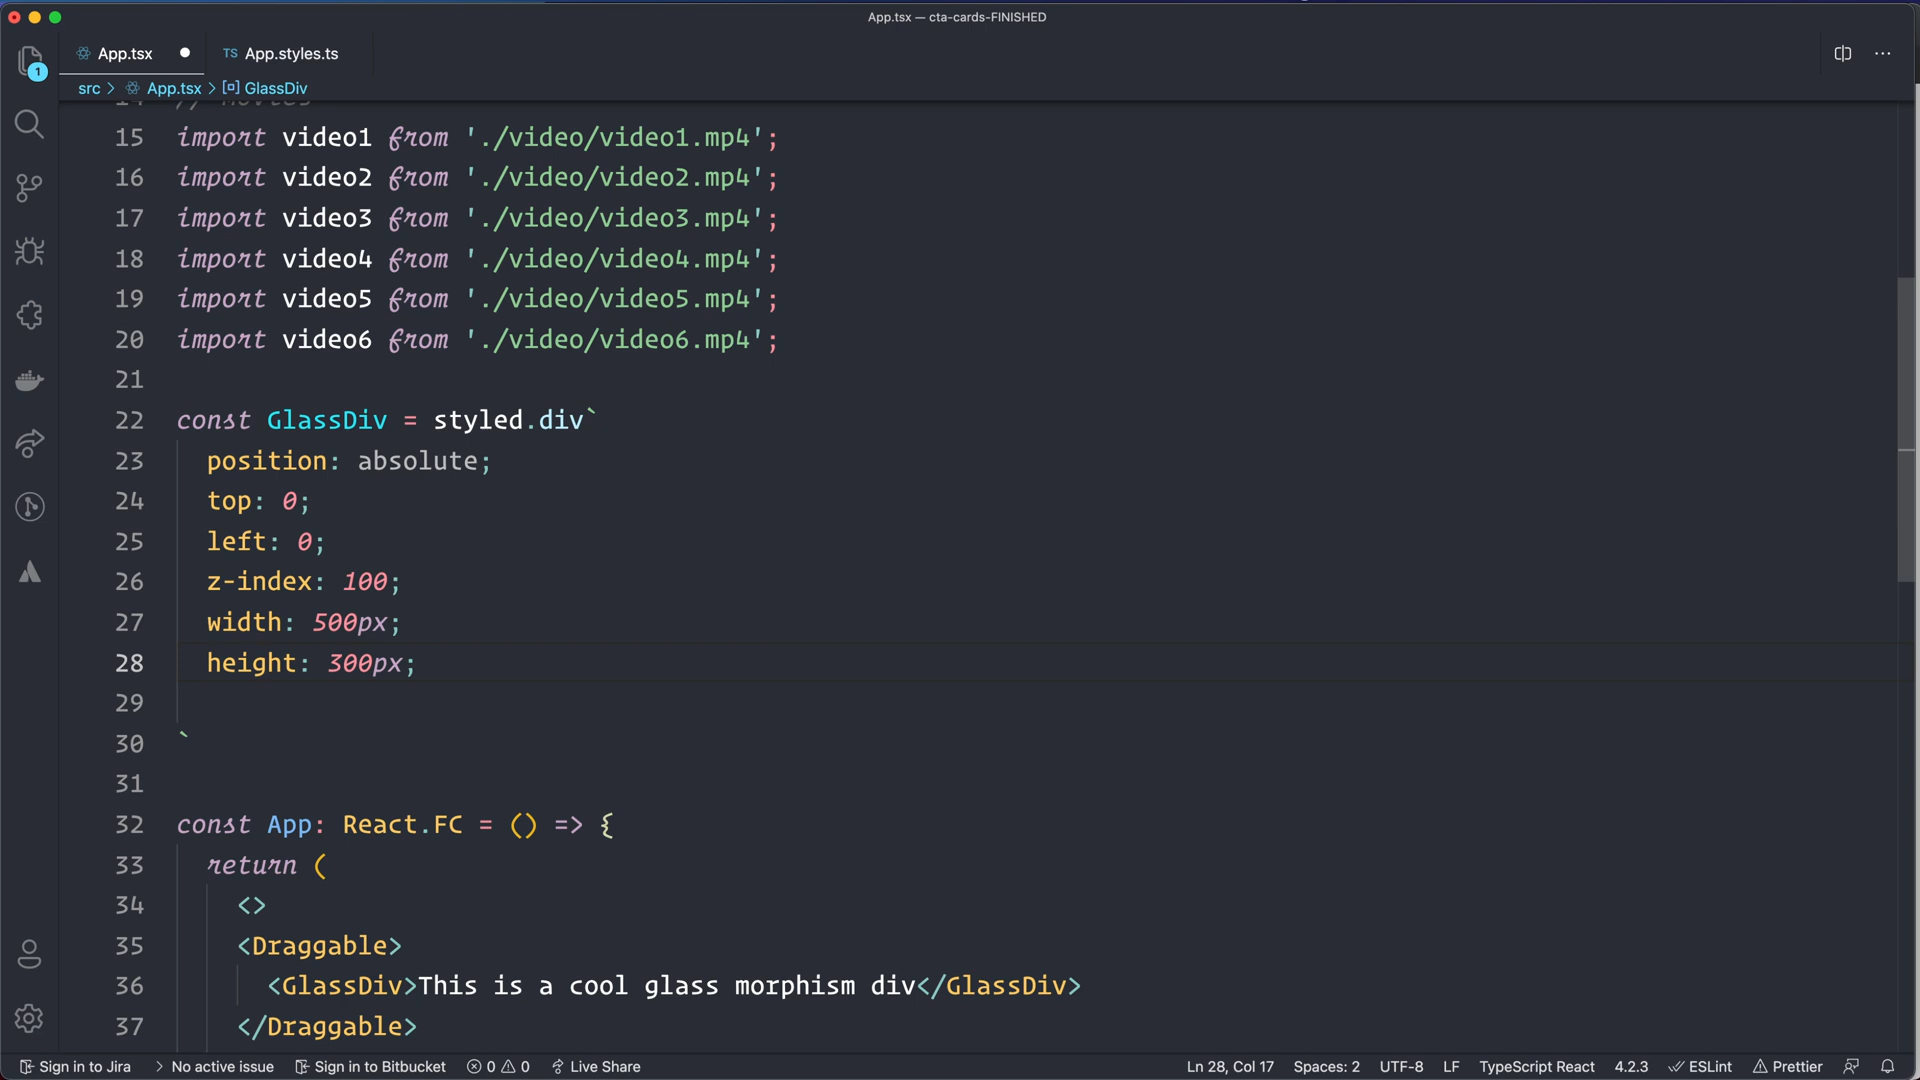 App.tsx — cta-cards-FINISHED
App.tsx
TS App.styles.ts
1
src > App.tsx > GlassDiv
14 // Movies
15 import video1 from './video/video1.mp4';
16 import video2 from './video/video2.mp4';
17 import video3 from './video/video3.mp4';
18 import video4 from './video/video4.mp4';
19 import video5 from './video/video5.mp4';
20 import video6 from './video/video6.mp4';
21
22 const GlassDiv = styled.div`
23 position: absolute;
24 top: 0;
25 left: 0;
26 z-index: 100;
27 width: 500px;
28 height: 300px;
29
30 `
31
32 const App: React.FC = () => {
33 return (
34 <>
35 <Draggable>
36 <GlassDiv>This is a cool glass morphism div</GlassDiv>
37 </Draggable>
Sign in to Jira > No active issue Sign in to Bitbucket 0 0 Live Share Ln 28, Col 17 Spaces: 2 UTF-8 LF TypeScript React 4.2.3 ESLint Prettier